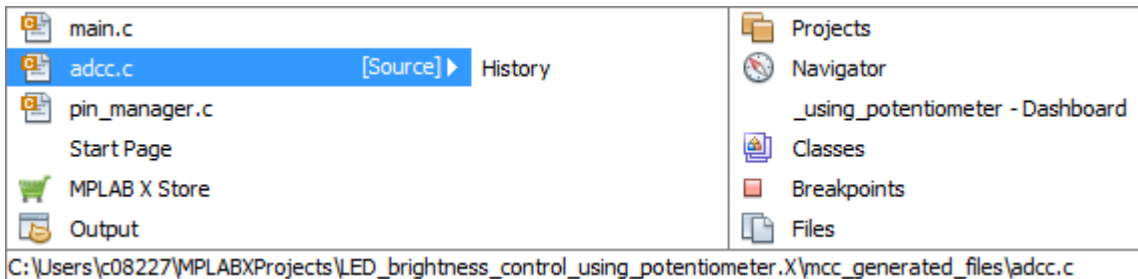 main.c
adcc.c [Source] History
pin_manager.c
Start Page
MPLAB X Store
Output
Projects
Navigator
_using_potentiometer - Dashboard
Classes
Breakpoints
Files
C:\Users\c08227\MPLABXProjects\LED_brightness_control_using_potentiometer.X\mcc_generated_files\adcc.c